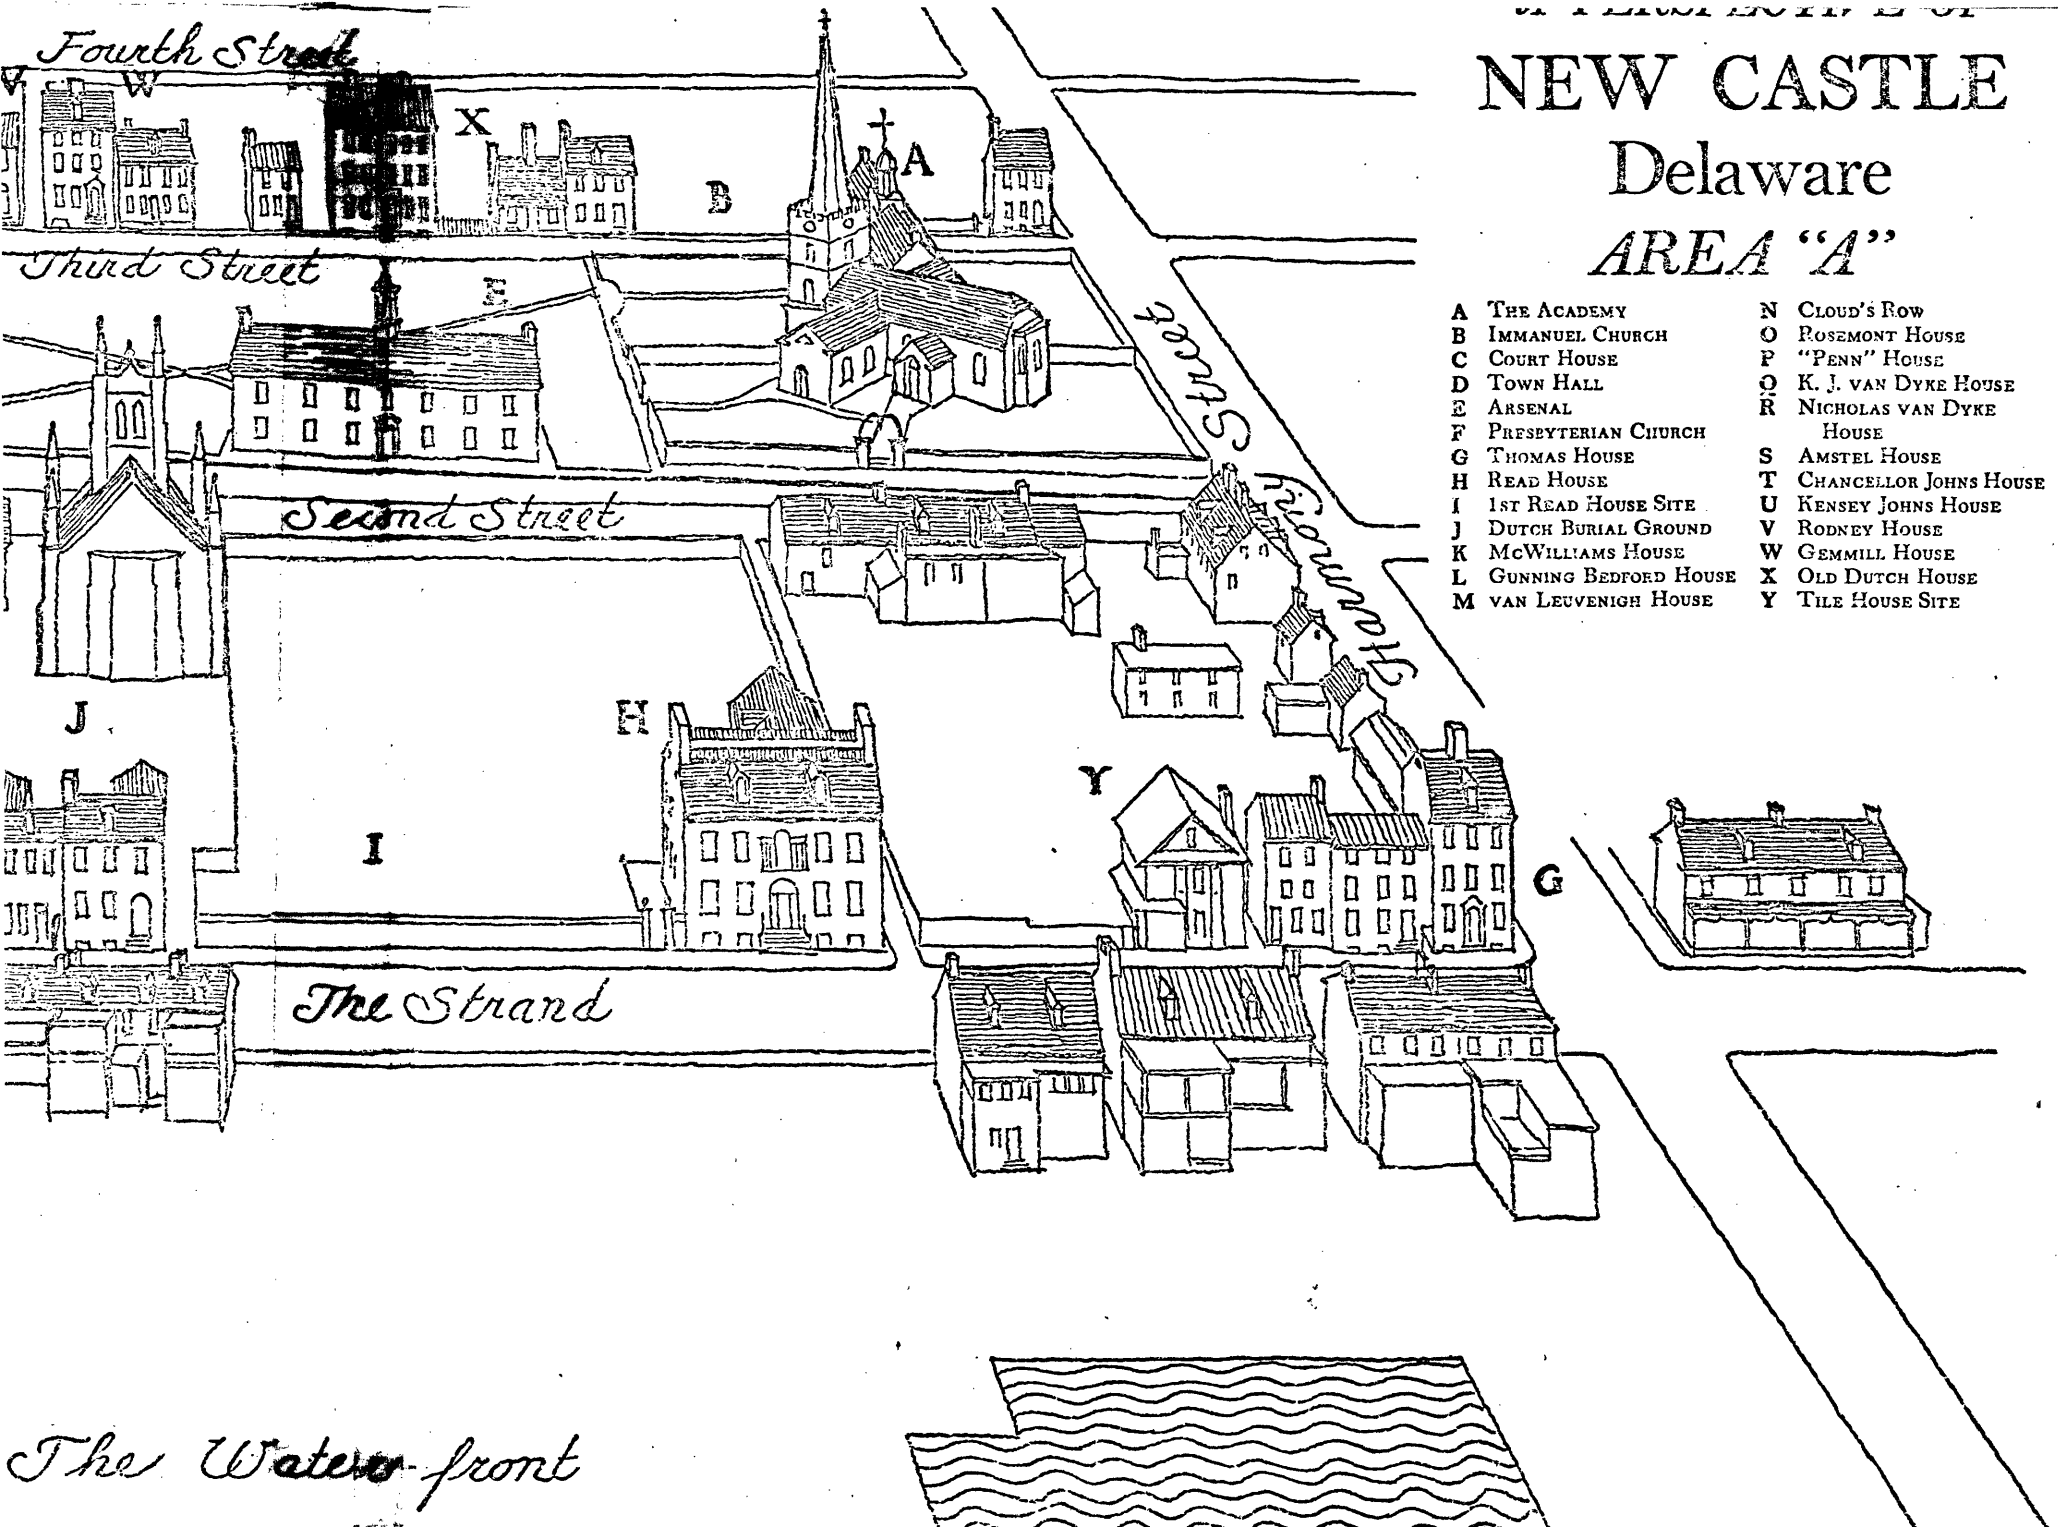 A PERSPECTIVE OF
NEW CASTLE
Delaware
AREA "A"
A THE ACADEMY
B IMMANUEL CHURCH
C COURT HOUSE
D TOWN HALL
E ARSENAL
F PRESBYTERIAN CHURCH
G THOMAS HOUSE
H READ HOUSE
I 1ST READ HOUSE SITE
J DUTCH BURIAL GROUND
K MCWILLIAMS HOUSE
L GUNNING BEDFORD HOUSE
M VAN LEUVENIGH HOUSE
N CLOUD'S ROW
O ROSEMONT HOUSE
P "PENN" HOUSE
Q K. J. VAN DYKE HOUSE
R NICHOLAS VAN DYKE
HOUSE
S AMSTEL HOUSE
T CHANCELLOR JOHNS HOUSE
U KENSEY JOHNS HOUSE
V RODNEY HOUSE
W GEMMILL HOUSE
X OLD DUTCH HOUSE
Y TILE HOUSE SITE
Fourth Street
V
W
X
B
A
Third Street
E
Second Street
Harmony Street
J
H
Y
I
G
The Strand
The Water-front